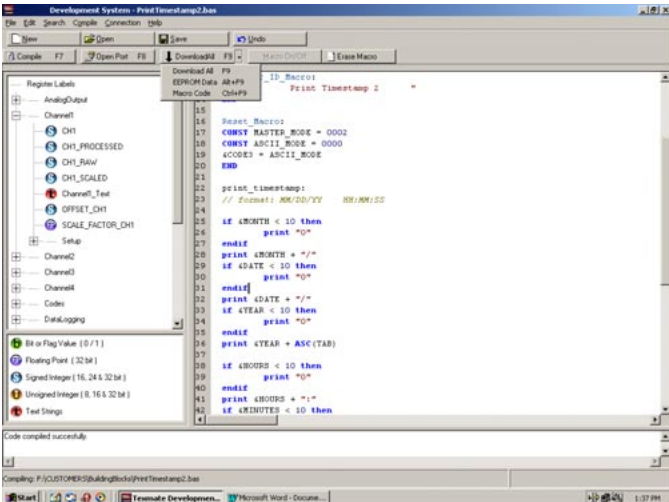 Development System - PrintTimestamp2.bas
File Edit Search Compile Connection Help
New Open Save Undo
Compile F7 Open Port F8 DownloadAll F9 Macro On/Off Erase Macro
Download All F9
EEPROM Data Alt+F9
Macro Code Ctrl+F9
Register Labels
AnalogOutput
Channel1
CH1
CH1_PROCESSED
CH1_RAW
CH1_SCALED
Channel1_Text
OFFSET_CH1
SCALE_FACTOR_CH1
Setup
Channel2
Channel3
Channel4
Codes
DataLogging
Bit or Flag Value ( 0 / 1 )
Floating Point ( 32 bit )
Signed Integer ( 16, 24 & 32 bit )
Unsigned Integer ( 8, 16 & 32 bit )
Text Strings
_ID_Macro:
Print Timestamp 2 "
14 END
15
16 Reset_Macro:
17 CONST MASTER_MODE = 0002
18 CONST ASCII_MODE = 0000
19 &CODE3 = ASCII_MODE
20 END
21
22 print_timestamp:
23 // format: MM/DD/YY HH:MM:SS
24
25 if &MONTH < 10 then
26 print "0"
27 endif
28 print &MONTH + "/"
29 if &DATE < 10 then
30 print "0"
31 endif
32 print &DATE + "/"
33 if &YEAR < 10 then
34 print "0"
35 endif
36 print &YEAR + ASC(TAB)
37
38 if &HOURS < 10 then
39 print "0"
40 endif
41 print &HOURS + ":"
42 if &MINUTES < 10 then
Code compiled succesfully.
Compiling: P:\CUSTOMERS\BuildingBlocks\PrintTimestamp2.bas
Start Texmate Developmen... Microsoft Word - Docume... 1:37 PM